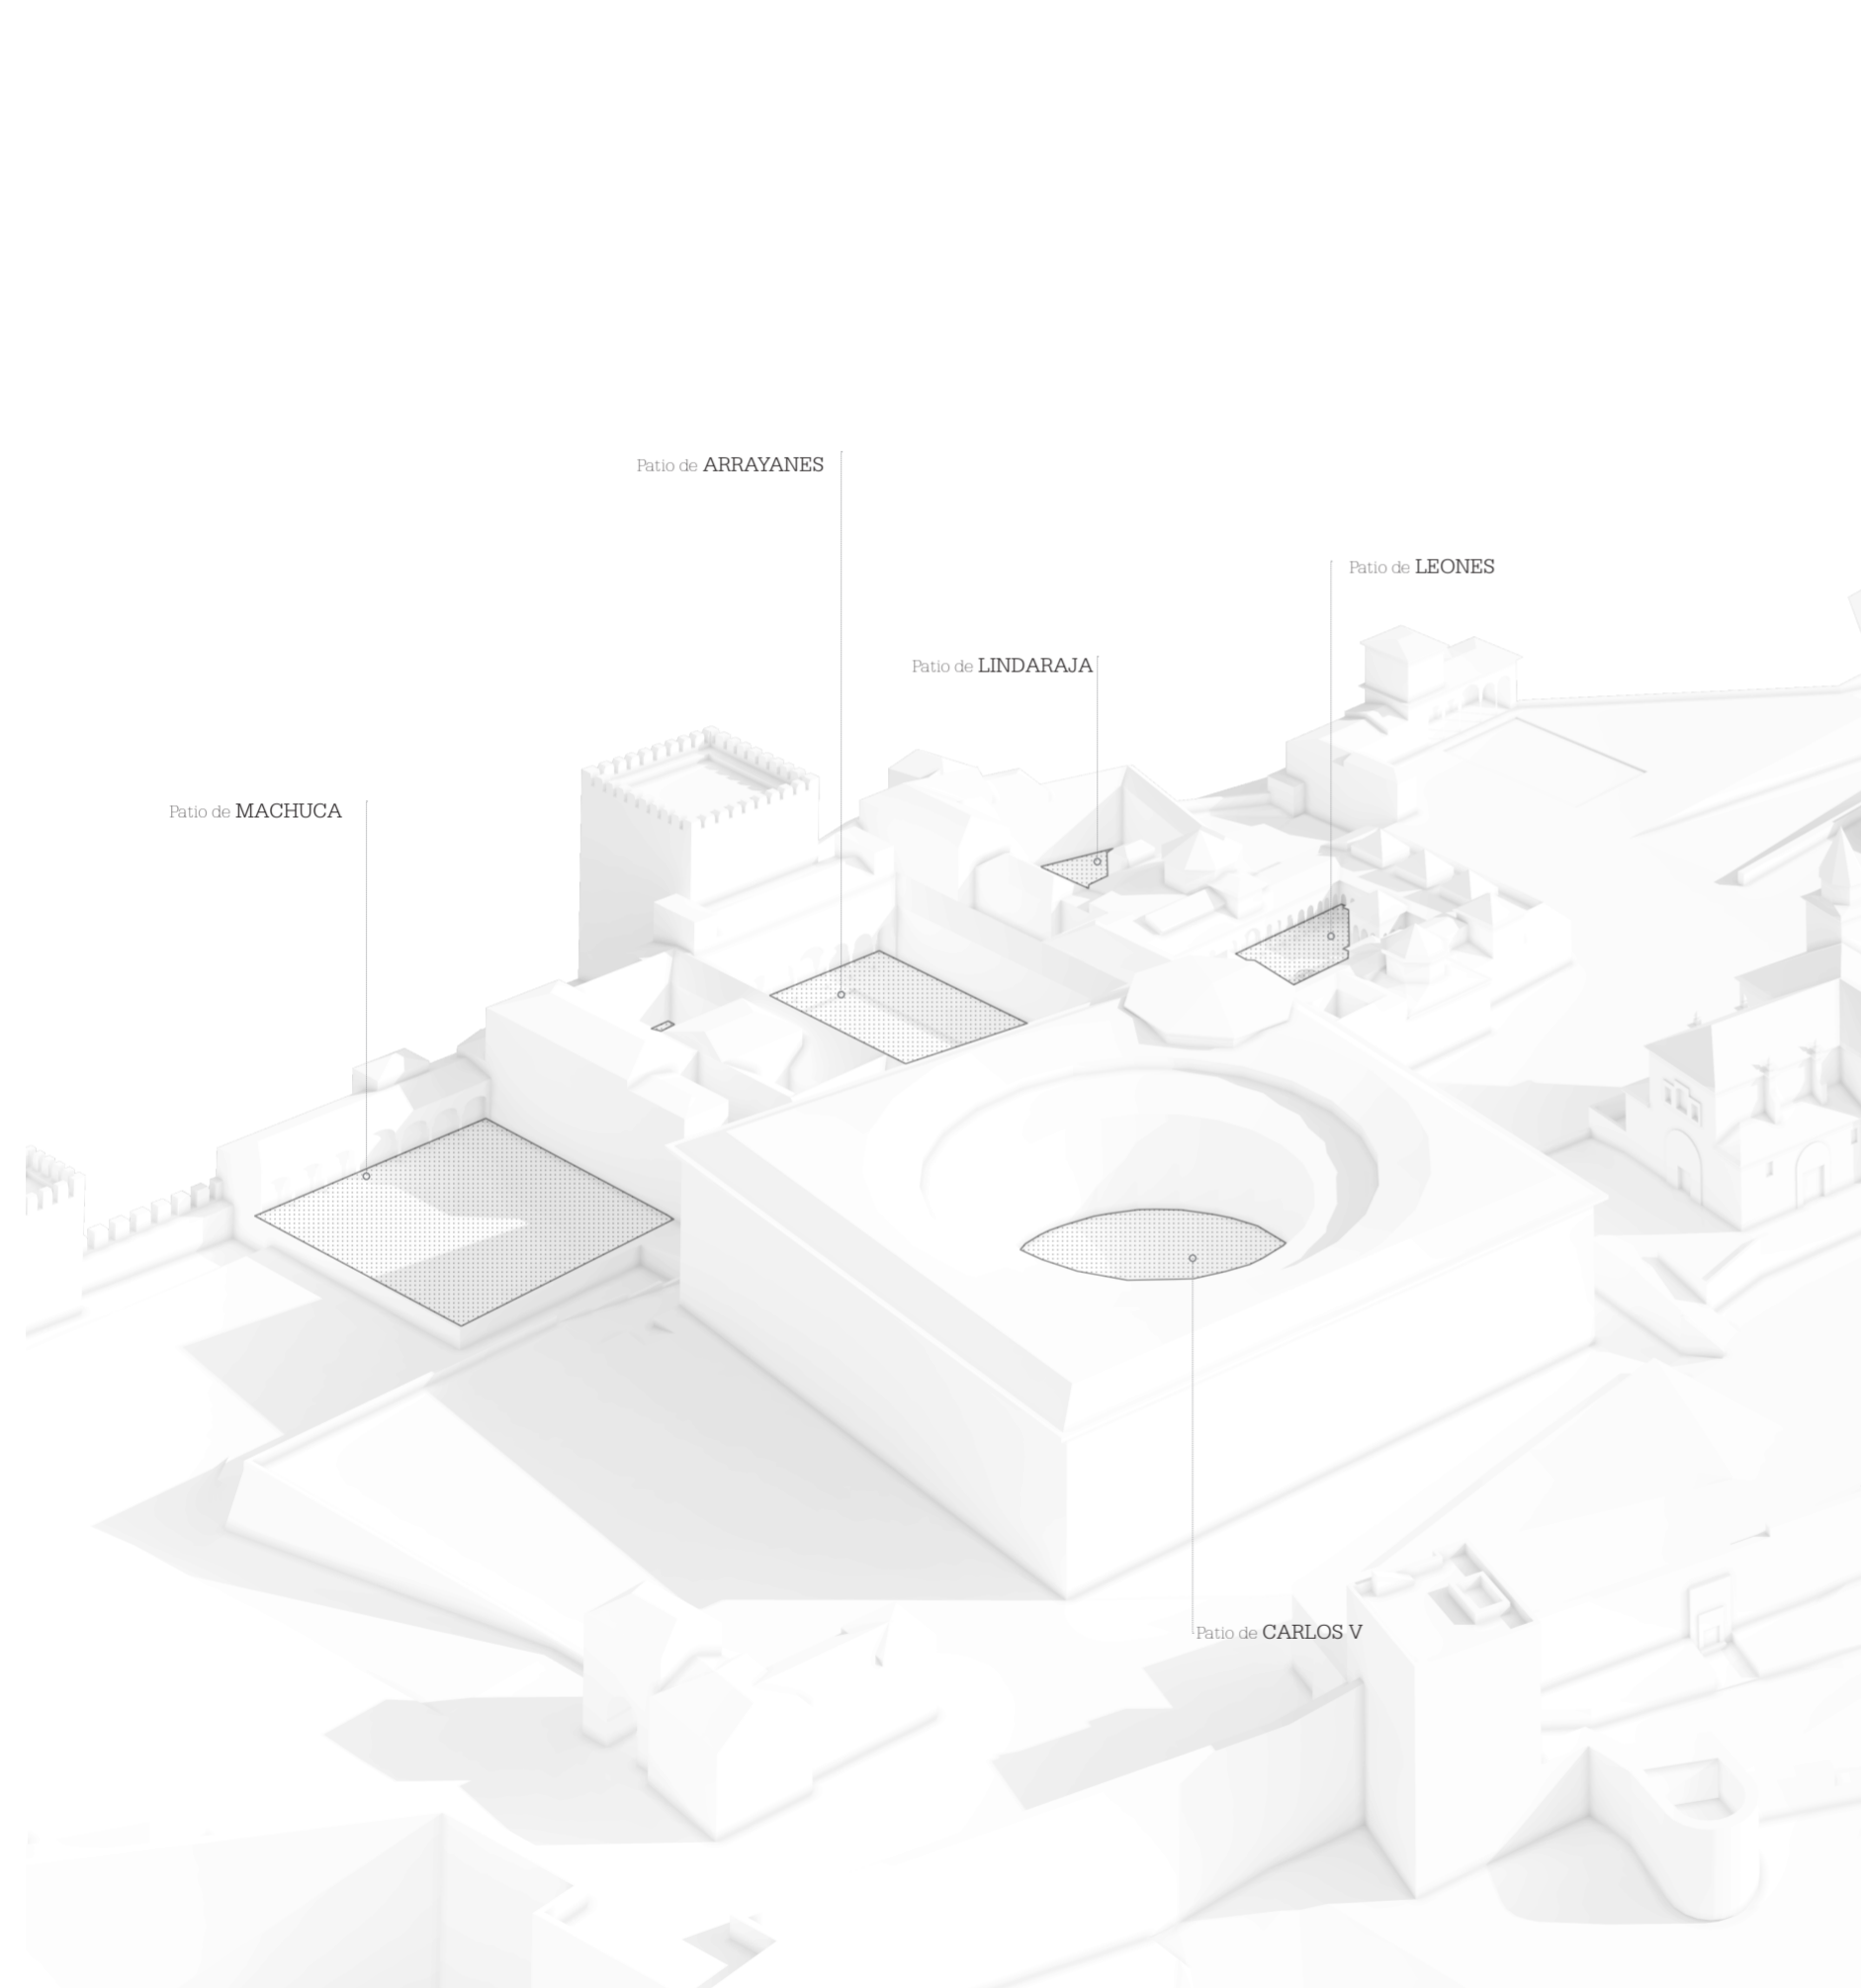 Patio de ARRAYANES
Patio de LEONES
Patio de LINDARAJA
Patio de MACHUCA
Patio de CARLOS V